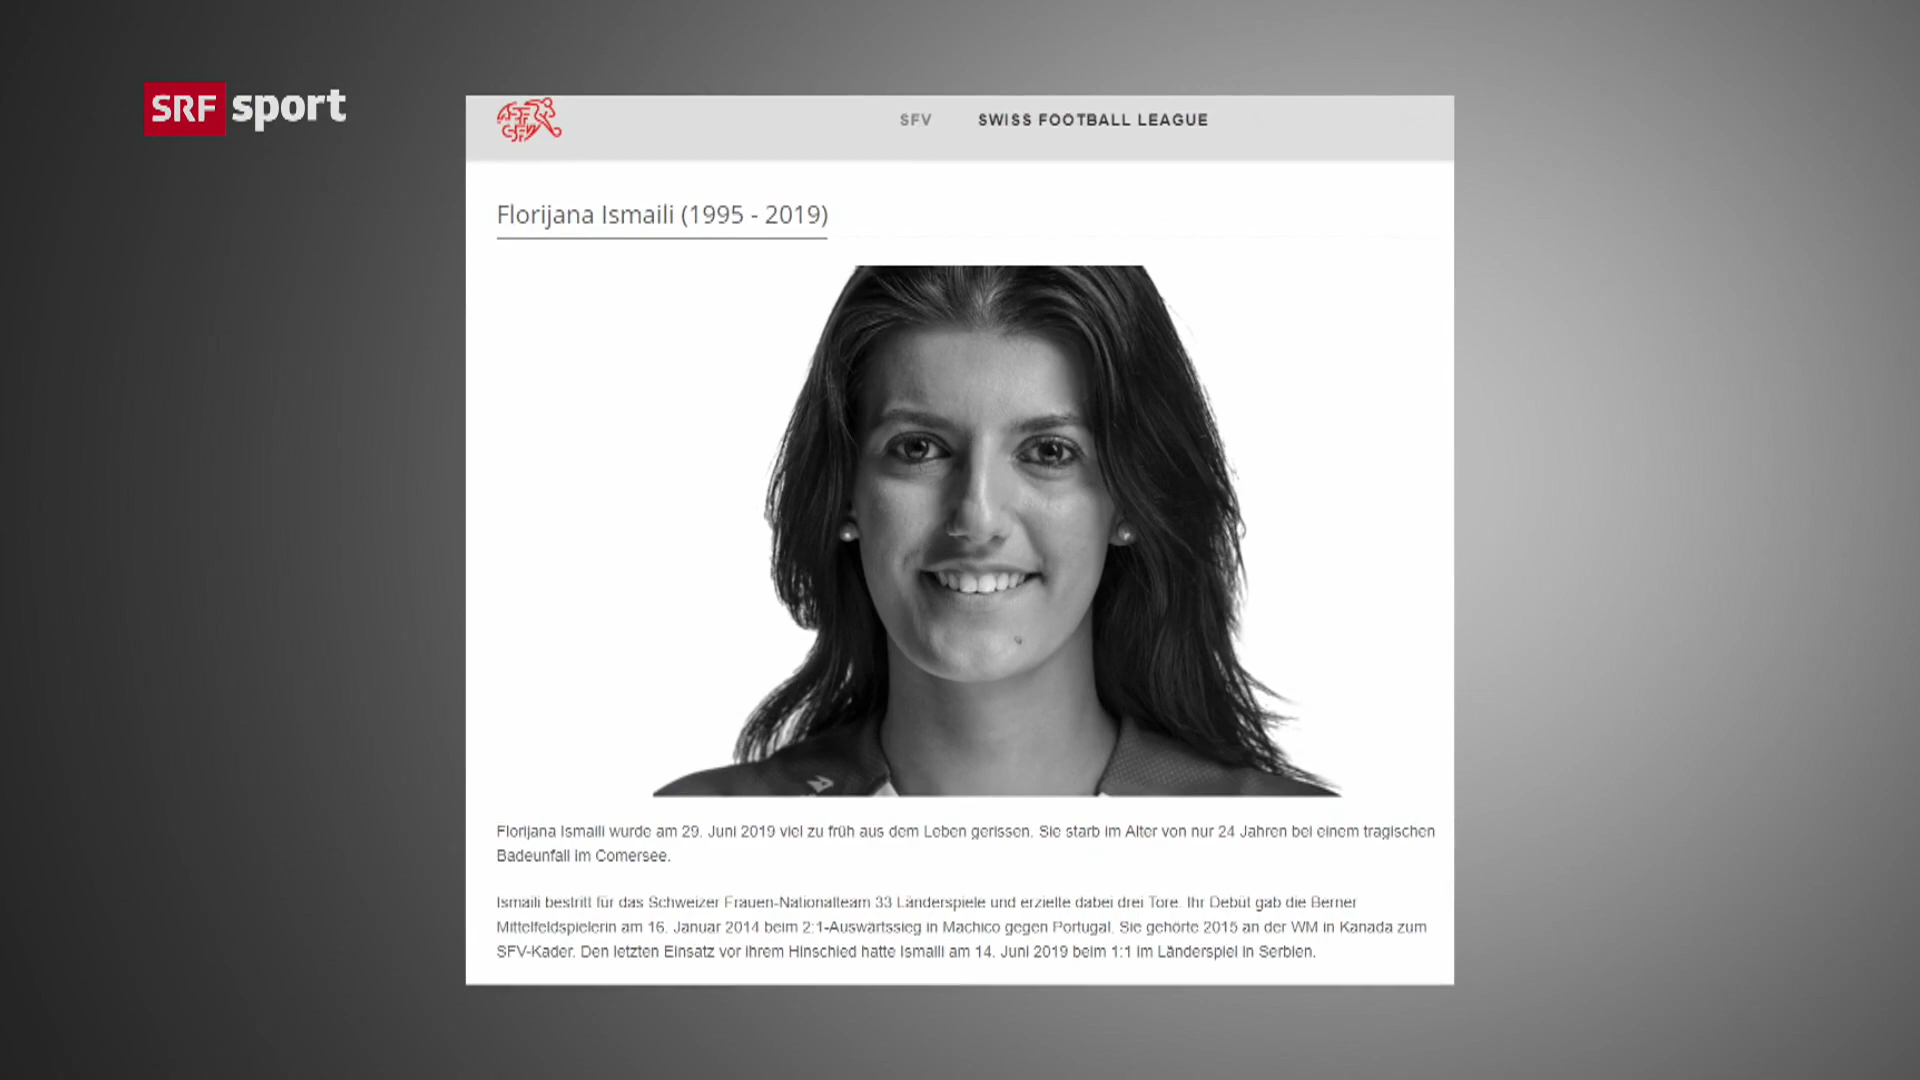 SRF sport
SFV SWISS FOOTBALL LEAGUE
Florijana Ismaili (1995 - 2019)
Florijana Ismaili wurde am 29. Juni 2019 viel zu früh aus dem Leben gerissen. Sie starb im Alter von nur 24 Jahren bei einem tragischen
Badeunfall im Comersee.
Ismaili bestritt für das Schweizer Frauen-Nationalteam 33 Länderspiele und erzielte dabei drei Tore. Ihr Debüt gab die Berner
Mittelfeldspielerin am 16. Januar 2014 beim 2:1-Auswärtssieg in Machico gegen Portugal. Sie gehörte 2015 an der WM in Kanada zum
SFV-Kader. Den letzten Einsatz vor ihrem Hinschied hatte Ismaili am 14. Juni 2019 beim 1:1 im Länderspiel in Serbien.